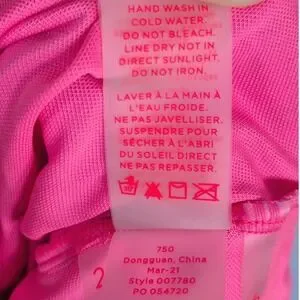 HAND WASH IN
COLD WATER.
DO NOT BLEACH.
LINE DRY NOT IN
DIRECT SUNLIGHT.
DO NOT IRON.
LAVER À LA MAIN À
L'EAU FROIDE.
NE PAS JAVELLISER.
SUSPENDRE POUR
SÉCHER À L'ABRI
DU SOLEIL DIRECT
NE PAS REPASSER.
750
Dongguan, China
Mar-21
Style 007780
PO 054720
2